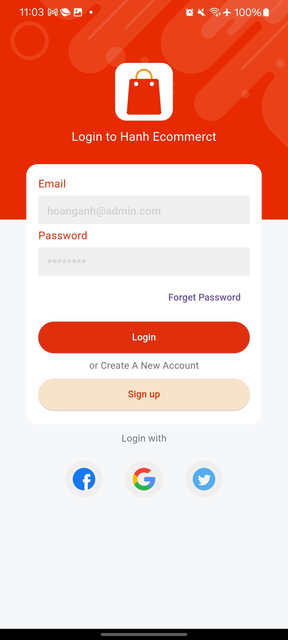 11:03
100%
Login to Hanh Ecommerct
Email
hoanganh@admin.com
Password
********
Forget Password
Login
or Create A New Account
Sign up
Login with